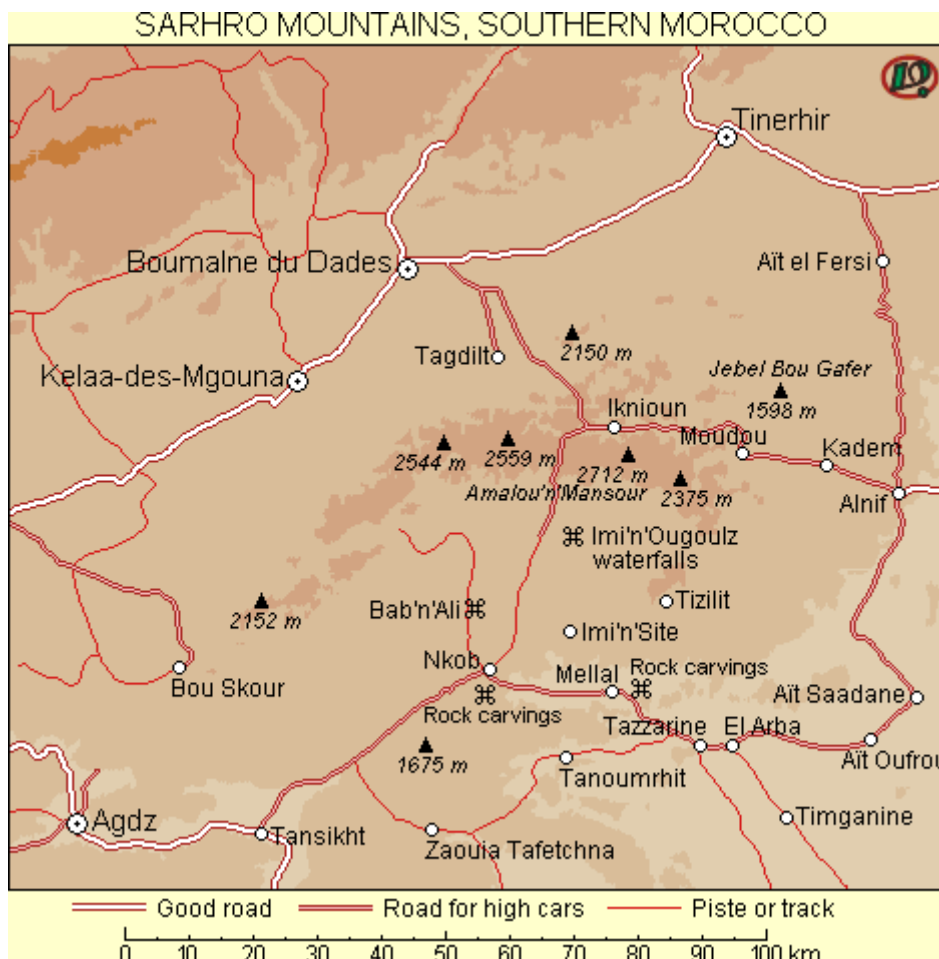 SARHRO MOUNTAINS, SOUTHERN MOROCCO
Tinerhir
Boumalne du Dades
Aït el Fersi
Tagdilt
2150 m
Jebel Bou Gafer
1598 m
Kelaa-des-Mgouna
Iknioun
Moudou
Kadem
2544 m
2559 m
2712 m
Amalou'n'Mansour
2375 m
Alnif
Imi'n'Ougoulz
waterfalls
Bab'n'Ali
2152 m
Tizilit
Imi'n'Site
Nkob
Mellal
Rock carvings
Bou Skour
Rock carvings
Aït Saadane
Tazzarine
El Arba
1675 m
Tanoumrhit
Aït Oufrou
Agdz
Tansikht
Zaouia Tafetchna
Timganine
Good road
Road for high cars
Piste or track
0 10 20 30 40 50 60 70 80 90 100 km